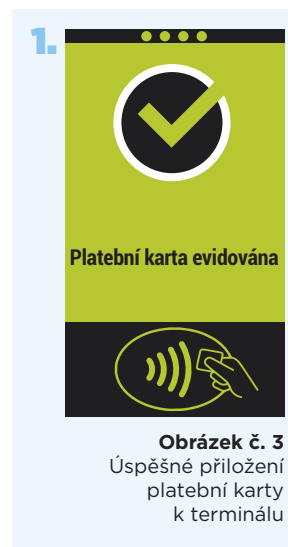 1.
Platební karta evidována
Obrázek č. 3
Úspěšné přiložení
platební karty
k terminálu